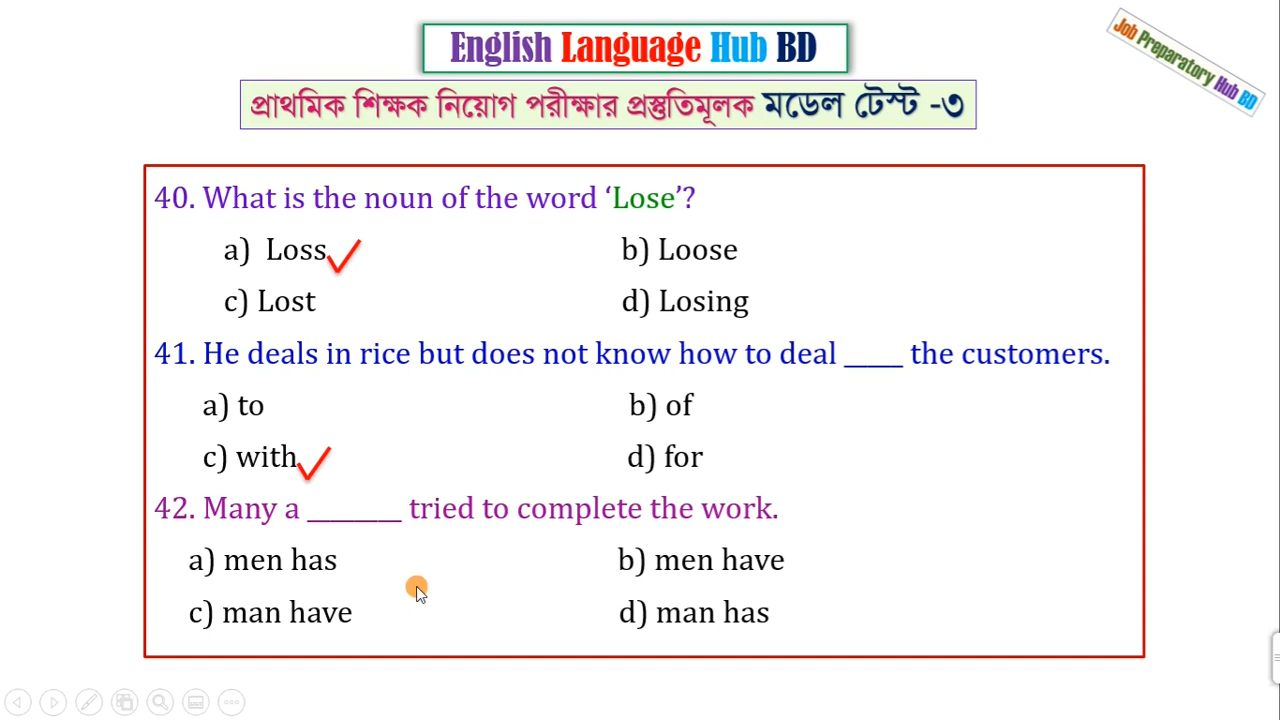 English Language Hub BD
Job Preparatory Hub BD
প্রাথমিক শিক্ষক নিয়োগ পরীক্ষার প্রস্তুতিমূলক মডেল টেস্ট -৩
40. What is the noun of the word ‘Lose’?
a) Loss b) Loose
c) Lost d) Losing
41. He deals in rice but does not know how to deal _____ the customers.
a) to b) of
c) with d) for
42. Many a ________ tried to complete the work.
a) men has b) men have
c) man have d) man has